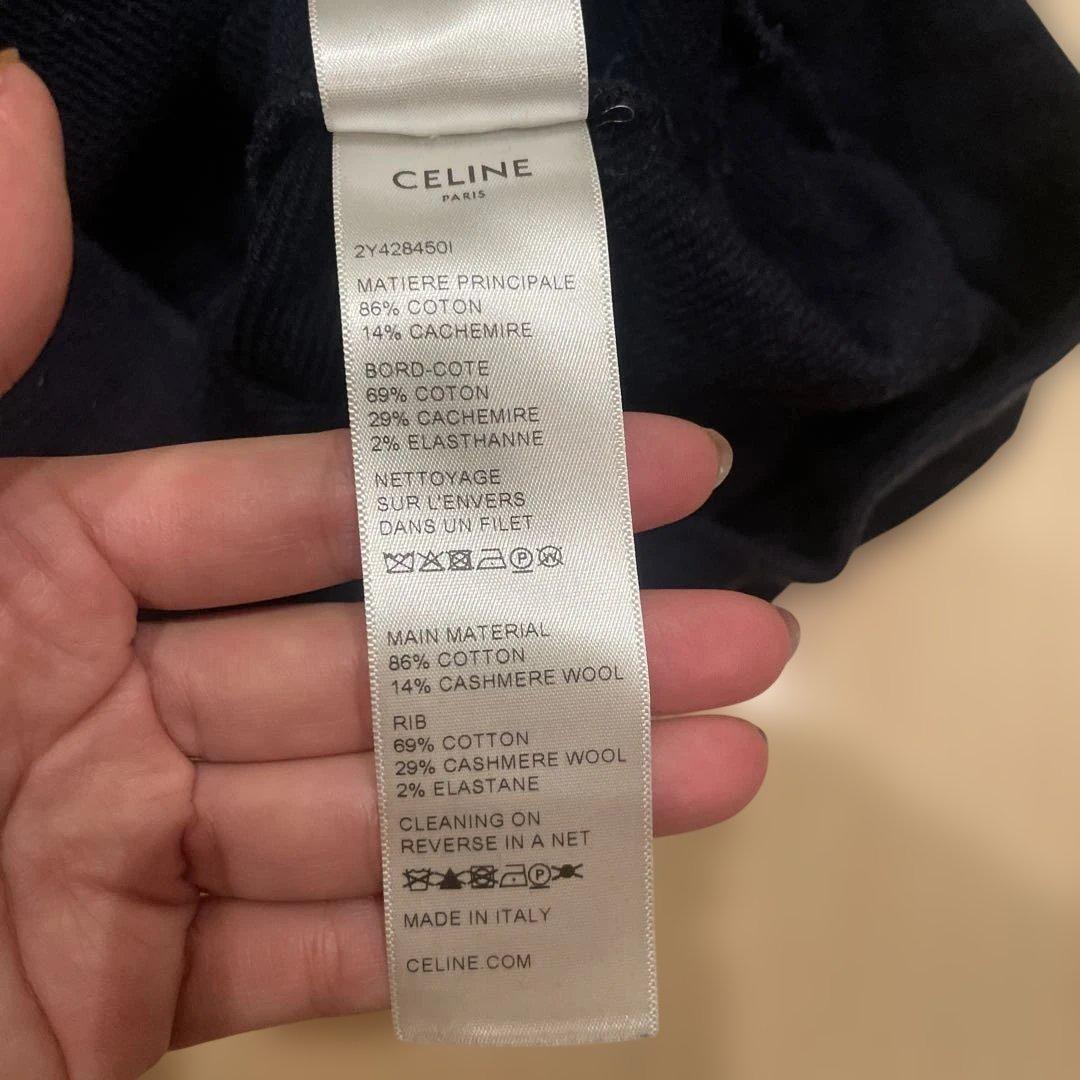 CELINE
PARIS
2Y428450I
MATIERE PRINCIPALE
86% COTON
14% CACHEMIRE
BORD-COTE
69% COTON
29% CACHEMIRE
2% ELASTHANNE
NETTOYAGE
SUR L'ENVERS
DANS UN FILET
P W
MAIN MATERIAL
86% COTTON
14% CASHMERE WOOL
RIB
69% COTTON
29% CASHMERE WOOL
2% ELASTANE
CLEANING ON
REVERSE IN A NET
P
MADE IN ITALY
CELINE.COM